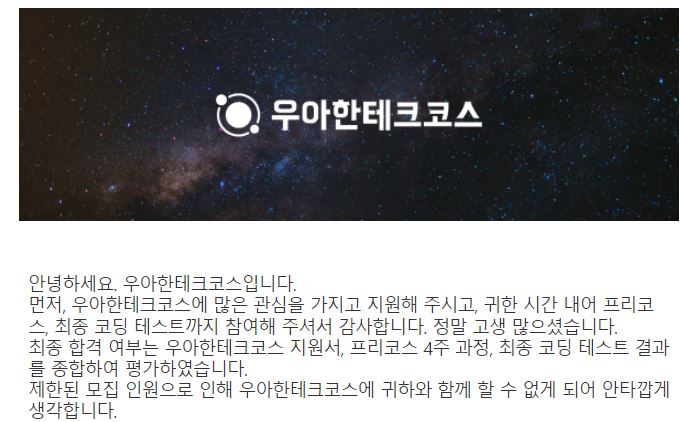 우아한테크코스
안녕하세요. 우아한테크코스입니다.
먼저, 우아한테크코스에 많은 관심을 가지고 지원해 주시고, 귀한 시간 내어 프리코
스, 최종 코딩 테스트까지 참여해 주셔서 감사합니다. 정말 고생 많으셨습니다.
최종 합격 여부는 우아한테크코스 지원서, 프리코스 4주 과정, 최종 코딩 테스트 결과
를 종합하여 평가하였습니다.
제한된 모집 인원으로 인해 우아한테크코스에 귀하와 함께 할 수 없게 되어 안타깝게
생각합니다.